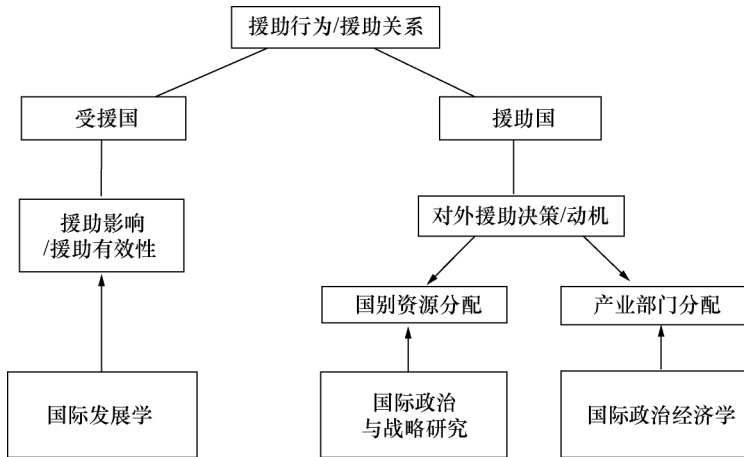 援助行为/援助关系
受援国
援助国
援助影响
/援助有效性
对外援助决策/动机
国别资源分配
产业部门分配
国际发展学
国际政治
与战略研究
国际政治经济学